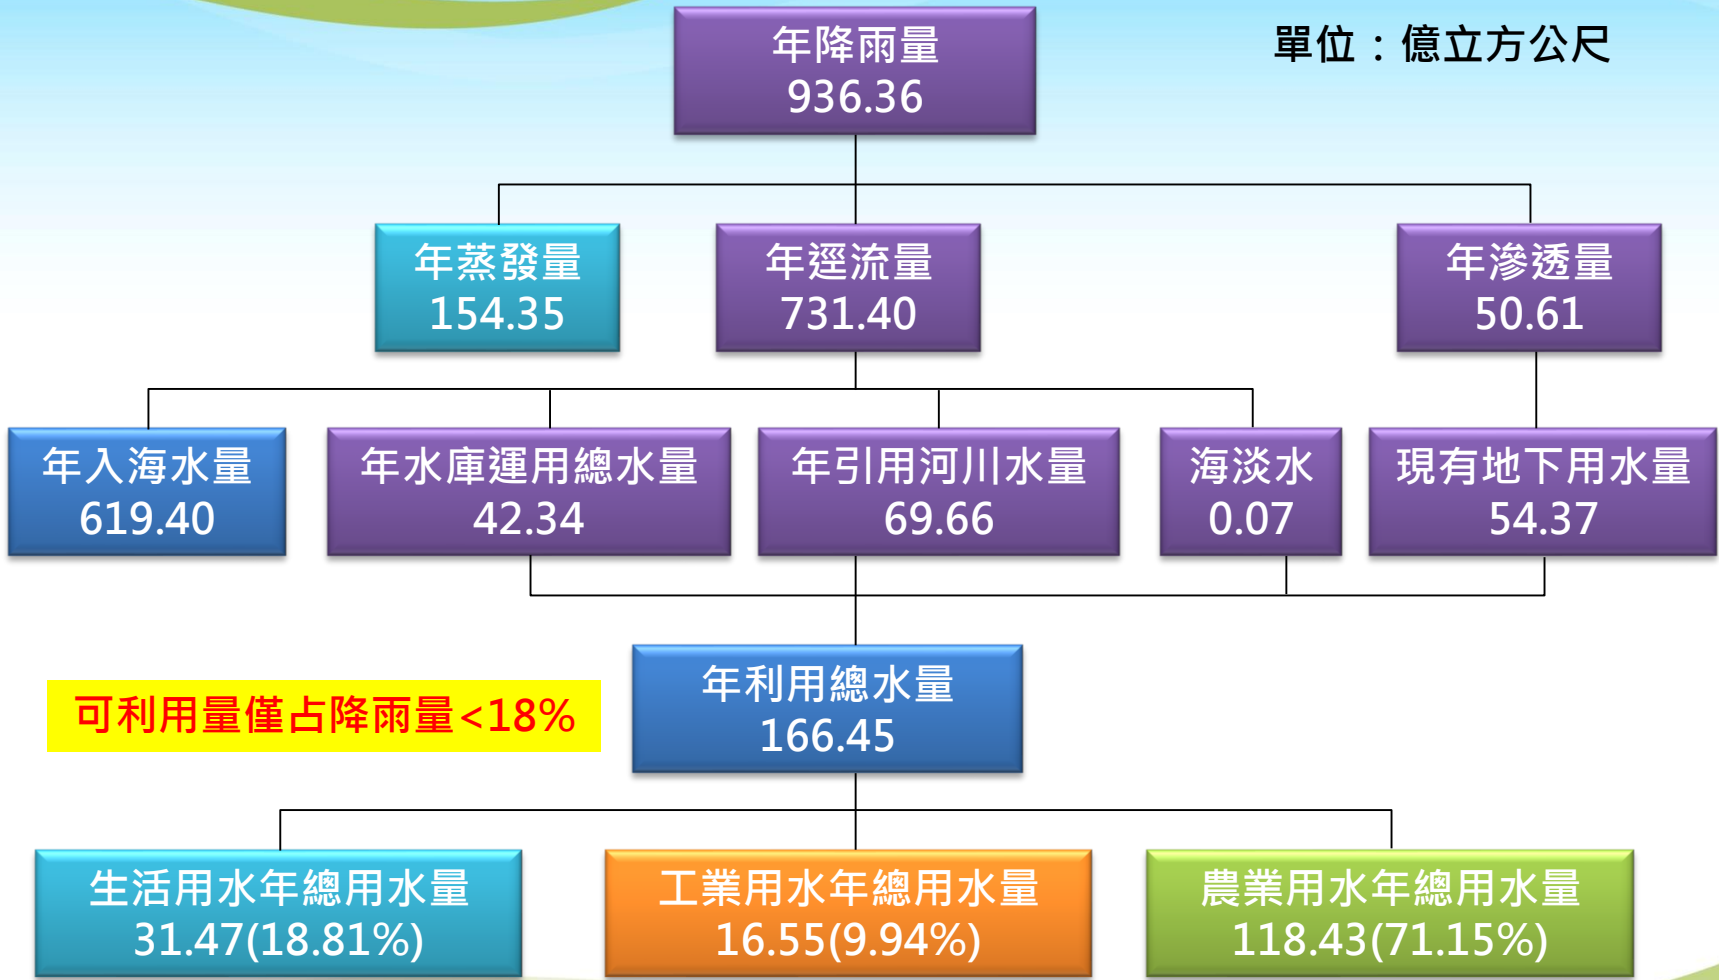 年降雨量
936.36
單位：億立方公尺
年蒸發量
154.35
年逕流量
731.40
年滲透量
50.61
年入海水量
619.40
年水庫運用總水量
42.34
年引用河川水量
69.66
海淡水
0.07
現有地下用水量
54.37
年利用總水量
166.45
可利用量僅占降雨量<18%
生活用水年總用水量
31.47(18.81%)
工業用水年總用水量
16.55(9.94%)
農業用水年總用水量
118.43(71.15%)